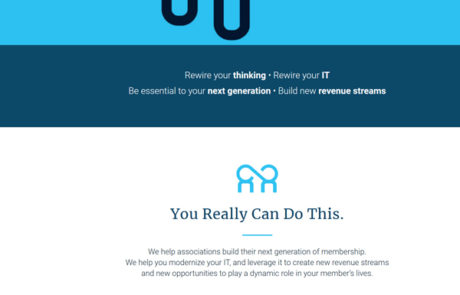 Rewire your thinking • Rewire your IT
Be essential to your next generation • Build new revenue streams
You Really Can Do This.
We help associations build their next generation of membership.
We help you modernize your IT, and leverage it to create new revenue streams
and new opportunities to play a dynamic role in your member's lives.